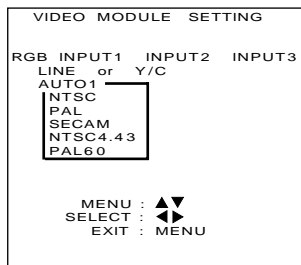 VIDEO MODULE SETTING
RGB INPUT1 INPUT2 INPUT3
LINE or Y/C
AUTO1
NTSC
PAL
SECAM
NTSC4.43
PAL60
MENU : ▲▼
SELECT : ◀▶
EXIT : MENU